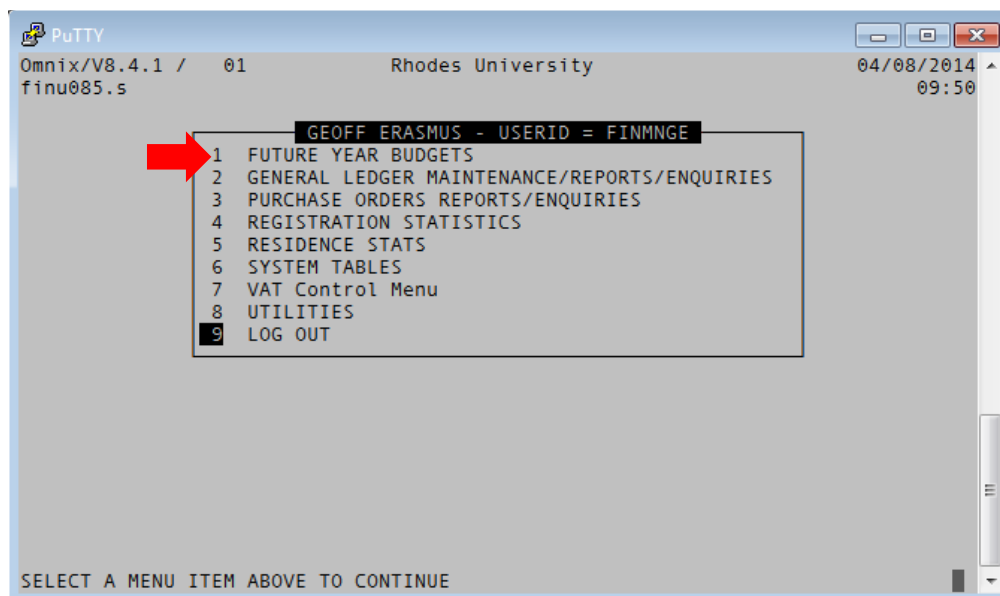 PuTTY
Omnix/V8.4.1 / 01 Rhodes University 04/08/2014
finu085.s 09:50
GEOFF ERASMUS - USERID = FINMNGE
1 FUTURE YEAR BUDGETS
2 GENERAL LEDGER MAINTENANCE/REPORTS/ENQUIRIES
3 PURCHASE ORDERS REPORTS/ENQUIRIES
4 REGISTRATION STATISTICS
5 RESIDENCE STATS
6 SYSTEM TABLES
7 VAT Control Menu
8 UTILITIES
9 LOG OUT
SELECT A MENU ITEM ABOVE TO CONTINUE